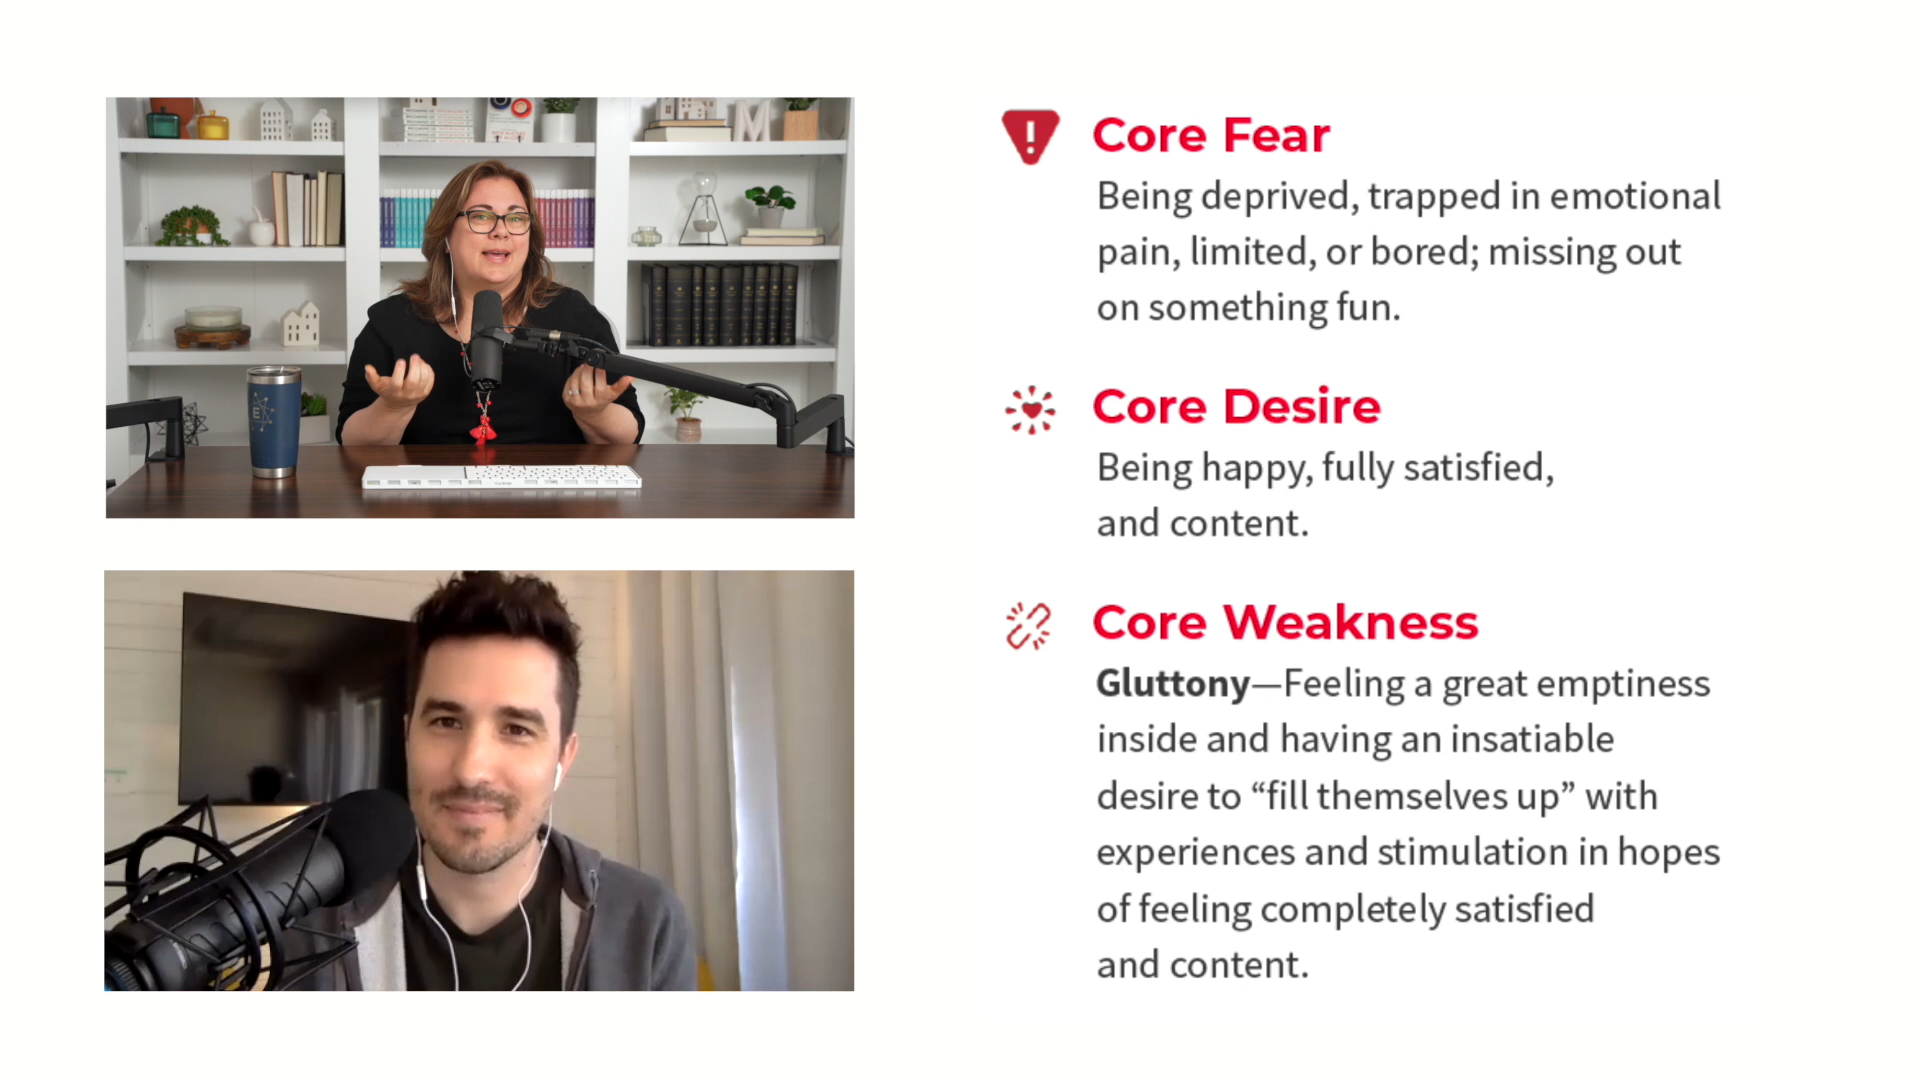 Core Fear
Being deprived, trapped in emotional
pain, limited, or bored; missing out
on something fun.
Core Desire
Being happy, fully satisfied,
and content.
Core Weakness
Gluttony—Feeling a great emptiness
inside and having an insatiable
desire to “fill themselves up” with
experiences and stimulation in hopes
of feeling completely satisfied
and content.
M
E